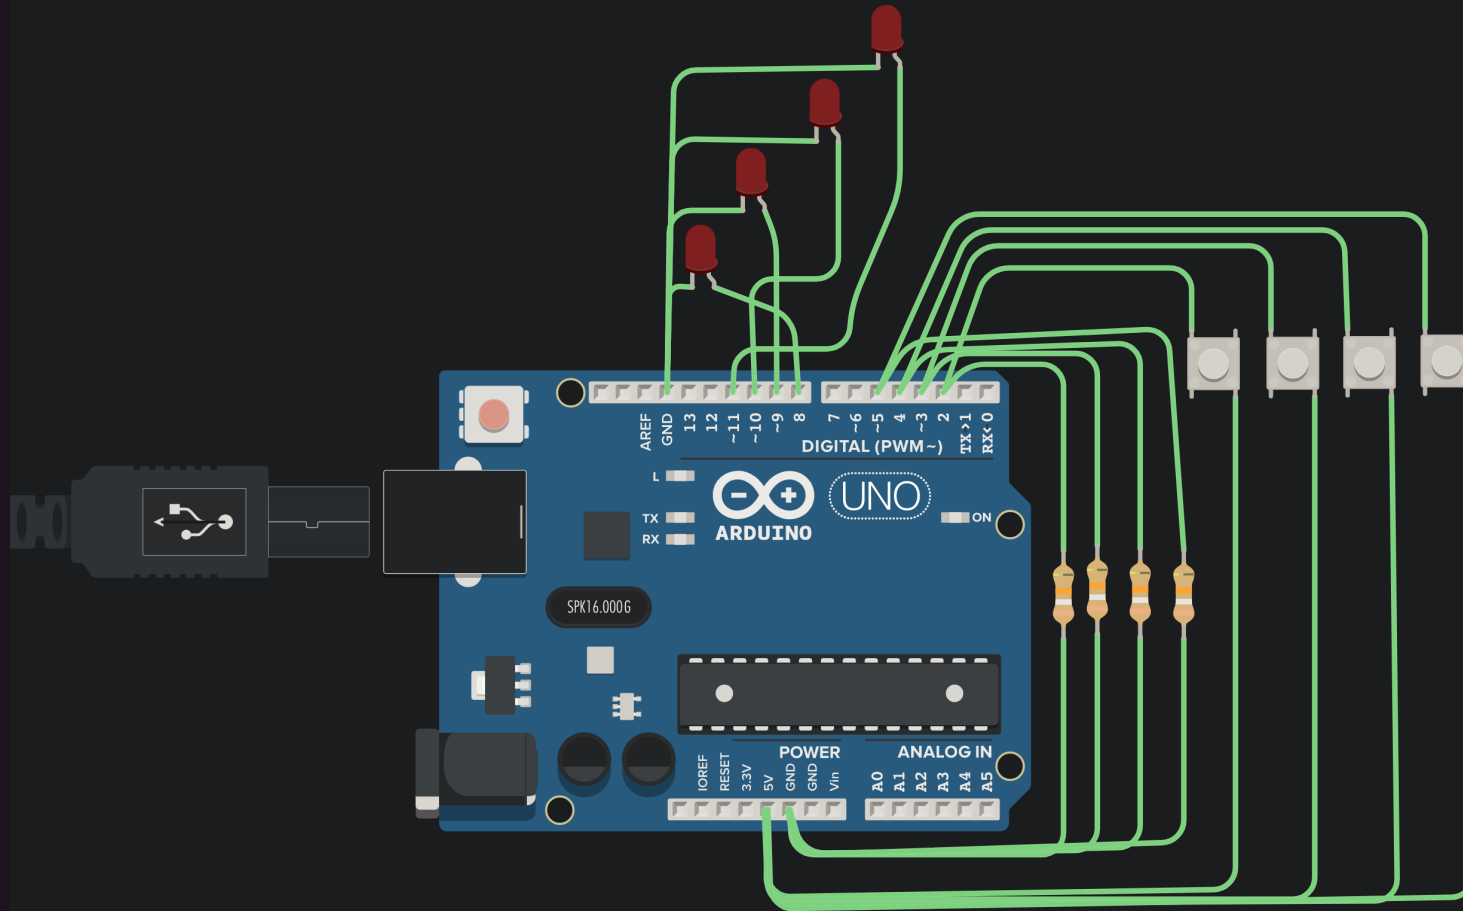 AREF
GND
13
12
~11
~10
~9
8
7
~6
~5
4
~3
2
TX>1
RX<0
DIGITAL (PWM~)
L
TX
RX
UNO
ARDUINO
ON
SPK16.000G
POWER
ANALOG IN
IOREF
RESET
3.3V
5V
GND
GND
Vin
A0
A1
A2
A3
A4
A5